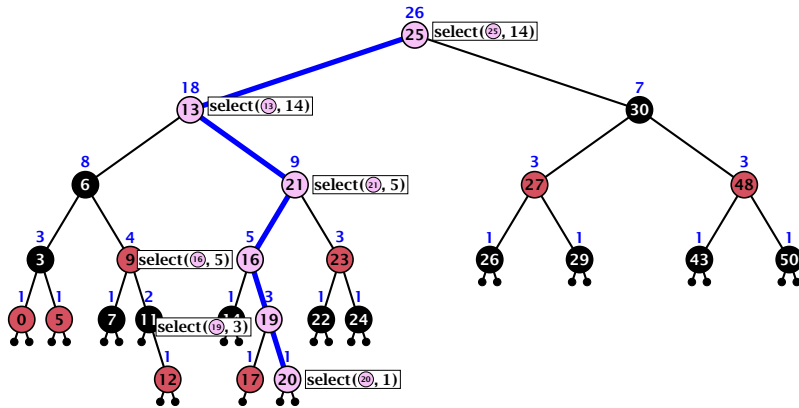 26
25 select(25, 14)
18 7
13 select(13, 14) 30
8 9 3 3
6 21 select(21, 5) 27 48
3 4 5 3 1 1 1 1
3 9 select(16, 5) 16 23 26 29 43 50
1 1 1 2 1 3 1 1
0 5 7 11 select(19, 3) 19 22 24
1 1 1
12 17 20 select(20, 1)